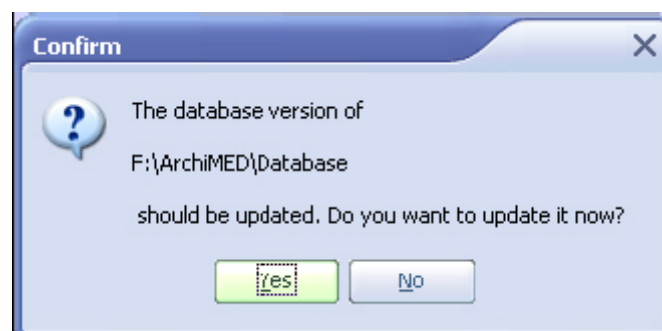 Confirm
The database version of
F:\ArchiMED\Database
should be updated. Do you want to update it now?
Yes
No